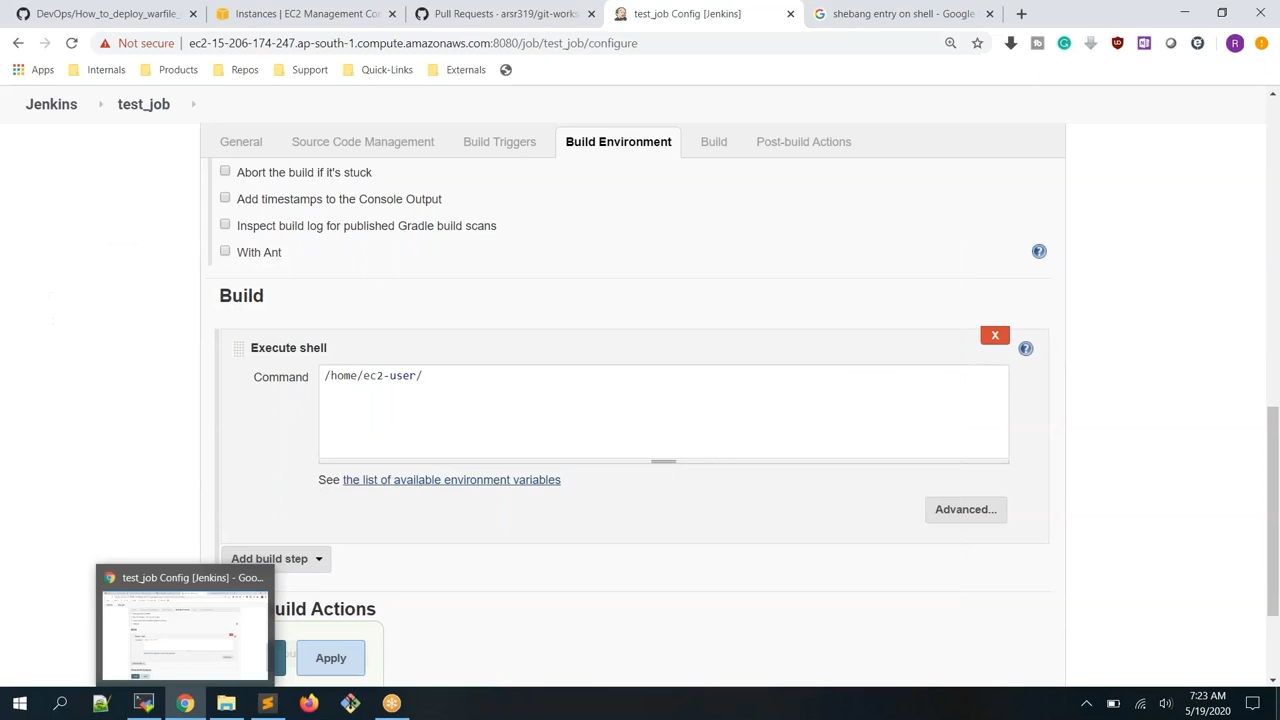 DevOps/How_to_deploy_warfile_
Instances | EC2 Management Co
Pull Requests · arsr319/git-works
test_job Config [Jenkins]
shebang entry on shell - Google
Not secure
ec2-15-206-174-247.ap-south-1.compute.amazonaws.com:8080/job/test_job/configure
Apps
Internals
Products
Repos
Support
Quick-Links
Externals
Jenkins
test_job
General
Source Code Management
Build Triggers
Build Environment
Build
Post-build Actions
Abort the build if it's stuck
Add timestamps to the Console Output
Inspect build log for published Gradle build scans
With Ant
Build
Execute shell
X
Command
/home/ec2-user/
See the list of available environment variables
Advanced...
Add build step
test_job Config [Jenkins] - Goo...
uild Actions
Apply
7:23 AM
5/19/2020